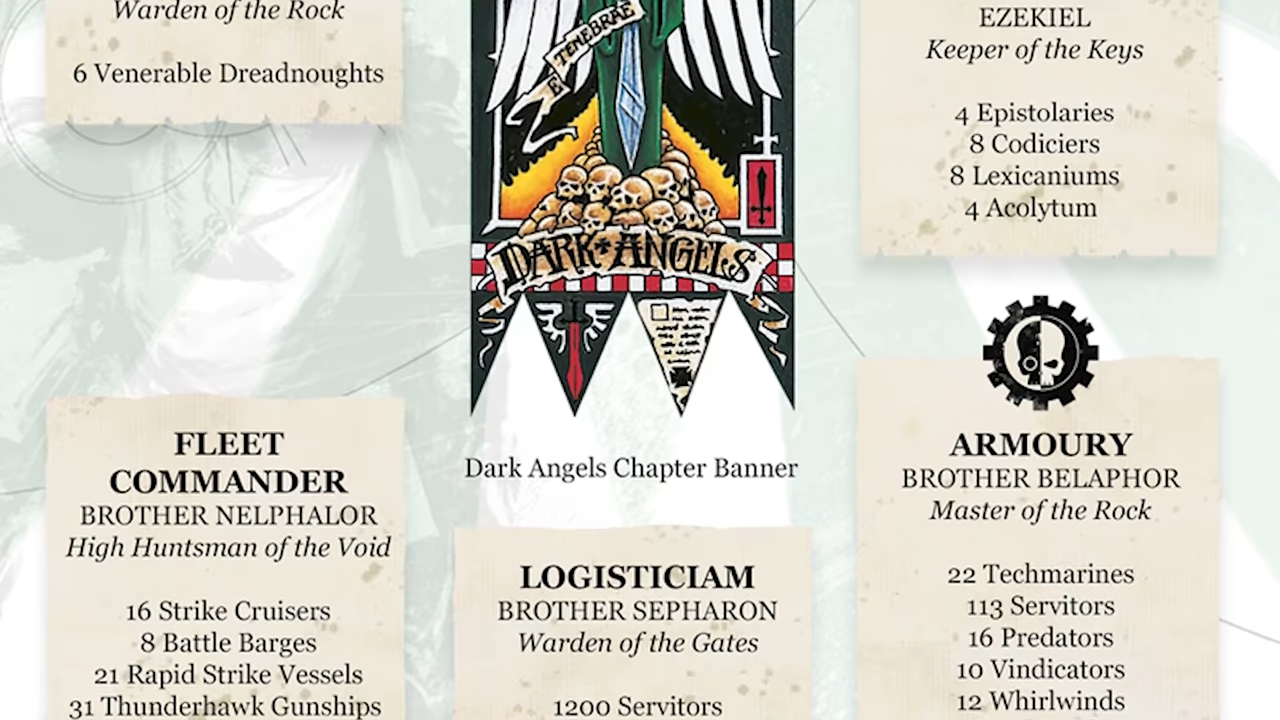 Warden of the Rock
6 Venerable Dreadnoughts
E TENEBRAE
DARK ANGELS
Dark Angels Chapter Banner
EZEKIEL
Keeper of the Keys
4 Epistolaries
8 Codiciers
8 Lexicaniums
4 Acolytum
FLEET
COMMANDER
BROTHER NELPHALOR
High Huntsman of the Void
16 Strike Cruisers
8 Battle Barges
21 Rapid Strike Vessels
31 Thunderhawk Gunships
LOGISTICIAM
BROTHER SEPHARON
Warden of the Gates
1200 Servitors
ARMOURY
BROTHER BELAPHOR
Master of the Rock
22 Techmarines
113 Servitors
16 Predators
10 Vindicators
12 Whirlwinds